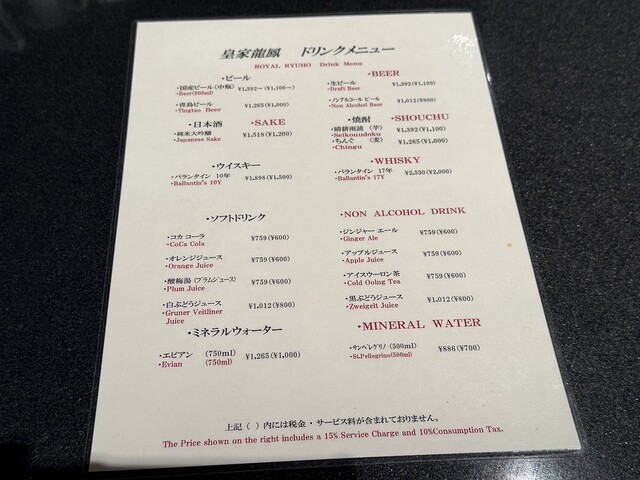 皇家龍鳳 ドリンクメニュー
ROYAL RYUHO Drink Menu
・ビール ・BEER
・国産ビール(中瓶) ¥1,392～(¥1,100～) ・生ビール ¥1,392(¥1,100)
・Beer(500ml) ・Draft Beer
・青島ビール ¥1,265(¥1,000) ・ノンアルコール ビール ¥1,012(¥800)
・Tingtao Beer ・Non Alcohol Beer
・日本酒 ・SAKE ・焼酎 ・SHOUCHU
・純米大吟醸 ¥1,518(¥1,200) ・晴耕雨読 (芋) ¥1,392(¥1,100)
・Japanese Sake ・Seikouudoku
・ちんぐ (麦) ¥1,265(¥1,000)
・Chingu
・ウイスキー ・WHISKY
・バランタイン 10年 ¥1,898(¥1,500) ・バランタイン 17年 ¥2,530(¥2,000)
・Ballantin's 10Y ・Ballantin's 17Y
・ソフトドリンク ・NON ALCOHOL DRINK
・コカ コーラ ¥759(¥600) ・ジンジャー エール ¥759(¥600)
・CoCa Cola ・Ginger Ale
・オレンジジュース ¥759(¥600) ・アップルジュース ¥759(¥600)
・Orange Juice ・Apple Juice
・酸梅湯(プラムジュース) ¥759(¥600) ・アイスウーロン茶 ¥759(¥600)
・Plum Juice ・Cold Oolng Tea
・白ぶどうジュース ¥1,012(¥800) ・黒ぶどうジュース ¥1,012(¥800)
・Gruner Veitliner ・Zweigelt Juice
Juice
・ミネラルウォーター ・MINERAL WATER
・エビアン (750ml) ¥1,265(¥1,000) ・サンペレグリノ(500ml) ¥886(¥700)
・Evian (750ml) ・St.Pellegrino(500ml)
上記( )内には税金・サービス料が含まれておりません。
The Price shown on the right includes a 15% Service Charge and 10%Consumption Tax.